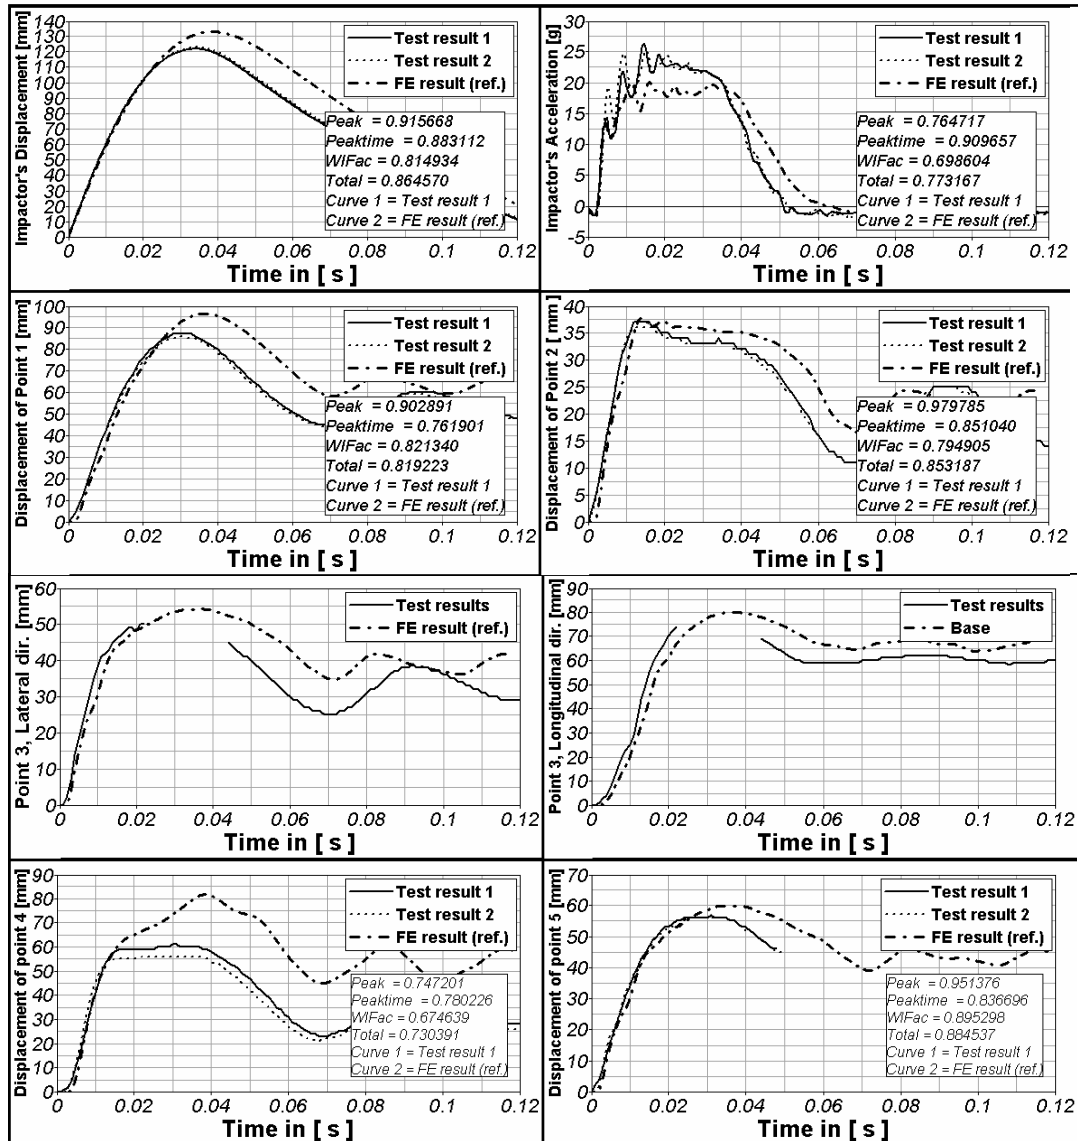 Impactor's Displacement [mm]
140
130
120
110
100
90
80
70
60
50
40
30
20
10
0
Test result 1
Test result 2
FE result (ref.)
Peak = 0.915668
Peaktime = 0.883112
WIFac = 0.814934
Total = 0.864570
Curve 1 = Test result 1
Curve 2 = FE result (ref.)
0 0.02 0.04 0.06 0.08 0.1 0.12
Time in [ s ]
Impactor's Acceleration [g]
30
25
20
15
10
5
0
-5
Test result 1
Test result 2
FE result (ref.)
Peak = 0.764717
Peaktime = 0.909657
WIFac = 0.698604
Total = 0.773167
Curve 1 = Test result 1
Curve 2 = FE result (ref.)
0 0.02 0.04 0.06 0.08 0.1 0.12
Time in [ s ]
Displacement of Point 1 [mm]
100
90
80
70
60
50
40
30
20
10
0
Test result 1
Test result 2
FE result (ref.)
Peak = 0.902891
Peaktime = 0.761901
WIFac = 0.821340
Total = 0.819223
Curve 1 = Test result 1
Curve 2 = FE result (ref.)
0 0.02 0.04 0.06 0.08 0.1 0.12
Time in [ s ]
Displacement of Point 2 [mm ]
40
35
30
25
20
15
10
5
0
Test result 1
Test result 2
FE result (ref.)
Peak = 0.979785
Peaktime = 0.851040
WIFac = 0.794905
Total = 0.853187
Curve 1 = Test result 1
Curve 2 = FE result (ref.)
0 0.02 0.04 0.06 0.08 0.1 0.12
Time in [ s ]
Point 3, Lateral dir. [mm]
60
50
40
30
20
10
0
Test results
FE result (ref.)
0 0.02 0.04 0.06 0.08 0.1 0.12
Time in [ s ]
Point 3, Longitudinal dir. [mm]
90
80
70
60
50
40
30
20
10
0
Test results
Base
0 0.02 0.04 0.06 0.08 0.1 0.12
Time in [ s ]
Displacement of point 4 [mm]
90
80
70
60
50
40
30
20
10
0
Test result 1
Test result 2
FE result (ref.)
Peak = 0.747201
Peaktime = 0.780226
WIFac = 0.674639
Total = 0.730391
Curve 1 = Test result 1
Curve 2 = FE result (ref.)
0 0.02 0.04 0.06 0.08 0.1 0.12
Time in [ s ]
Displacement of point 5 [mm]
70
60
50
40
30
20
10
0
Test result 1
Test result 2
FE result (ref.)
Peak = 0.951376
Peaktime = 0.836696
WIFac = 0.895298
Total = 0.884537
Curve 1 = Test result 1
Curve 2 = FE result (ref.)
0 0.02 0.04 0.06 0.08 0.1 0.12
Time in [ s ]